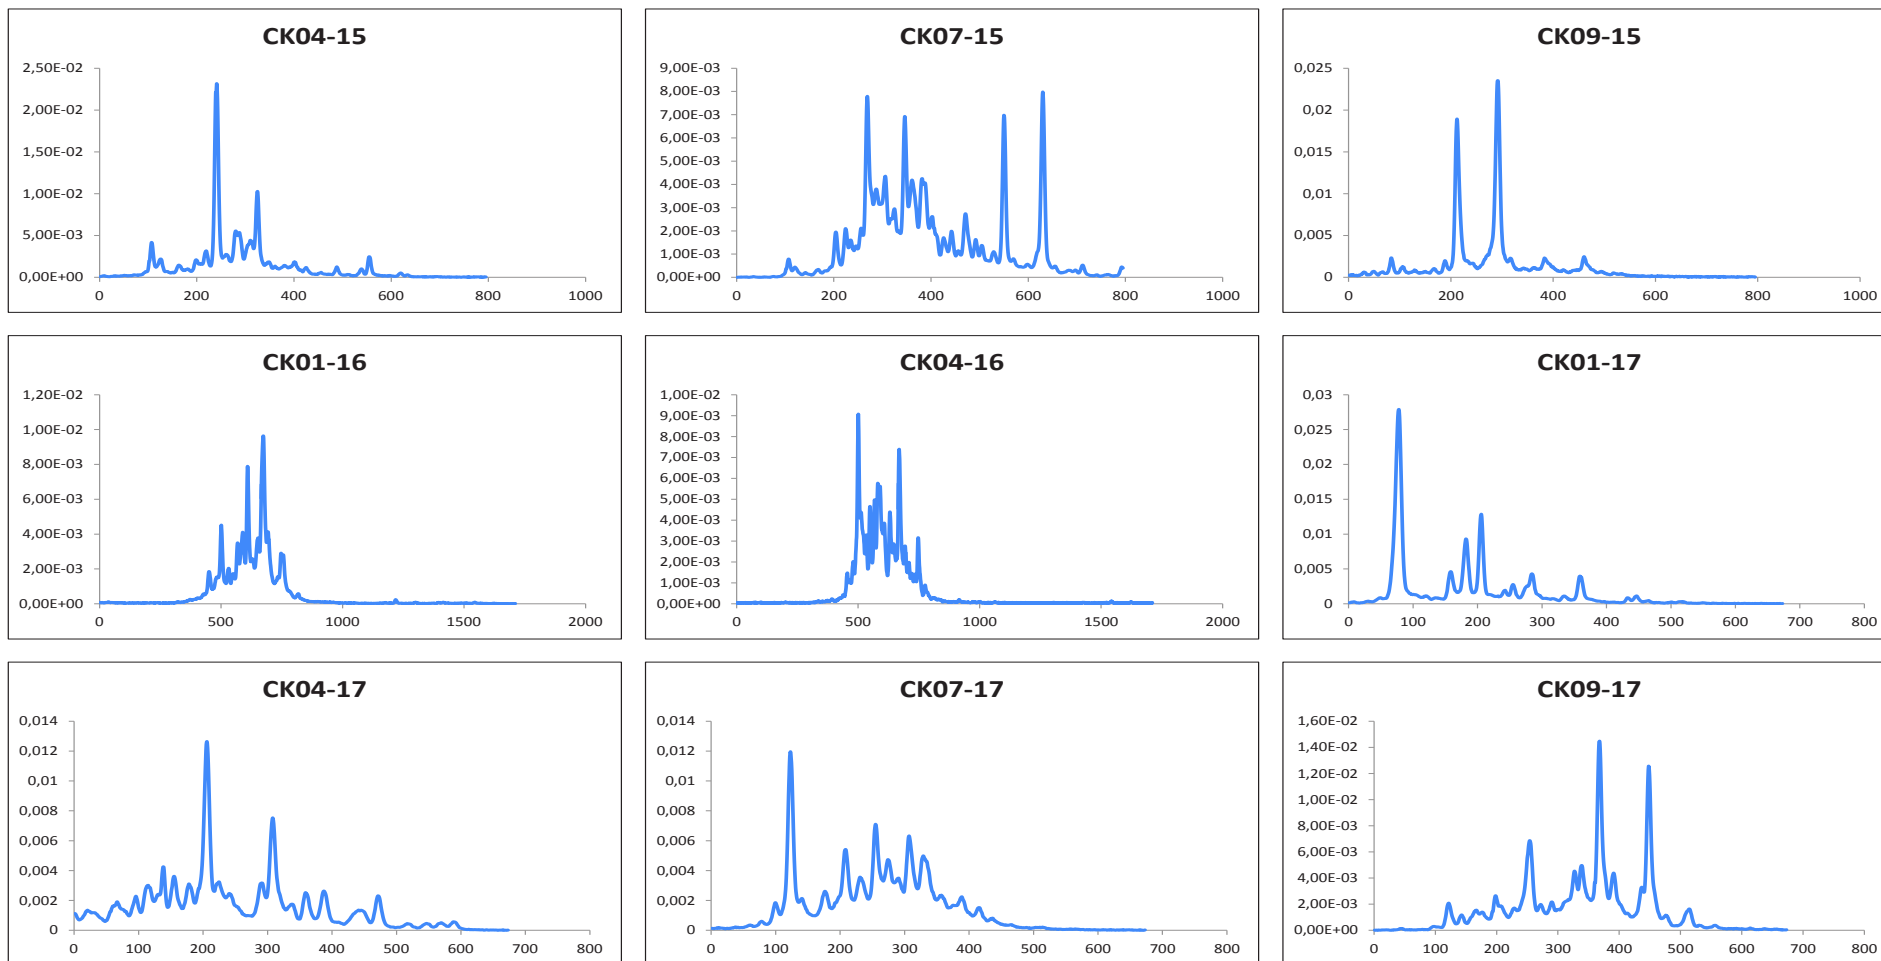 CK04-15
2,50E-02
2,00E-02
1,50E-02
1,00E-02
5,00E-03
0,00E+00
0 200 400 600 800 1000
CK07-15
9,00E-03
8,00E-03
7,00E-03
6,00E-03
5,00E-03
4,00E-03
3,00E-03
2,00E-03
1,00E-03
0,00E+00
0 200 400 600 800 1000
CK09-15
0,025
0,02
0,015
0,01
0,005
0
0 200 400 600 800 1000
CK01-16
1,20E-02
1,00E-02
8,00E-03
6,00E-03
4,00E-03
2,00E-03
0,00E+00
0 500 1000 1500 2000
CK04-16
1,00E-02
9,00E-03
8,00E-03
7,00E-03
6,00E-03
5,00E-03
4,00E-03
3,00E-03
2,00E-03
1,00E-03
0,00E+00
0 500 1000 1500 2000
CK01-17
0,03
0,025
0,02
0,015
0,01
0,005
0
0 100 200 300 400 500 600 700 800
CK04-17
0,014
0,012
0,01
0,008
0,006
0,004
0,002
0
0 100 200 300 400 500 600 700 800
CK07-17
0,014
0,012
0,01
0,008
0,006
0,004
0,002
0
0 100 200 300 400 500 600 700 800
CK09-17
1,60E-02
1,40E-02
1,20E-02
1,00E-02
8,00E-03
6,00E-03
4,00E-03
2,00E-03
0,00E+00
0 100 200 300 400 500 600 700 800